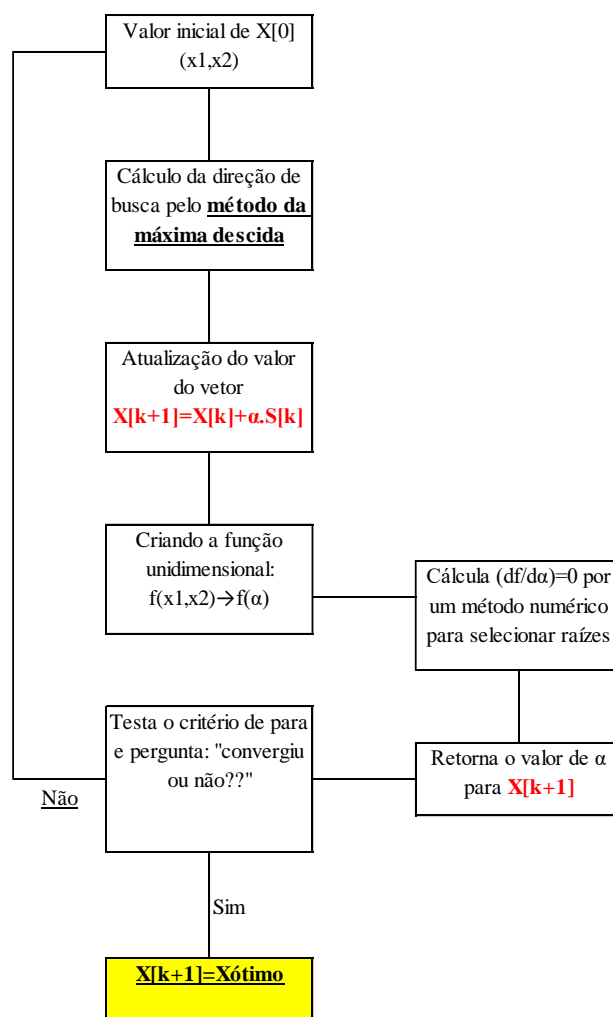 Valor inicial de X[0]
(x1,x2)
Cálculo da direção de
busca pelo método da
máxima descida
Atualização do valor
do vetor
X[k+1]=X[k]+α.S[k]
Criando a função
unidimensional:
f(x1,x2)→f(α)
Cálcula (df/dα)=0 por
um método numérico
para selecionar raízes
Testa o critério de para
e pergunta: "convergiu
ou não??"
Retorna o valor de α
para X[k+1]
Não
Sim
X[k+1]=Xótimo